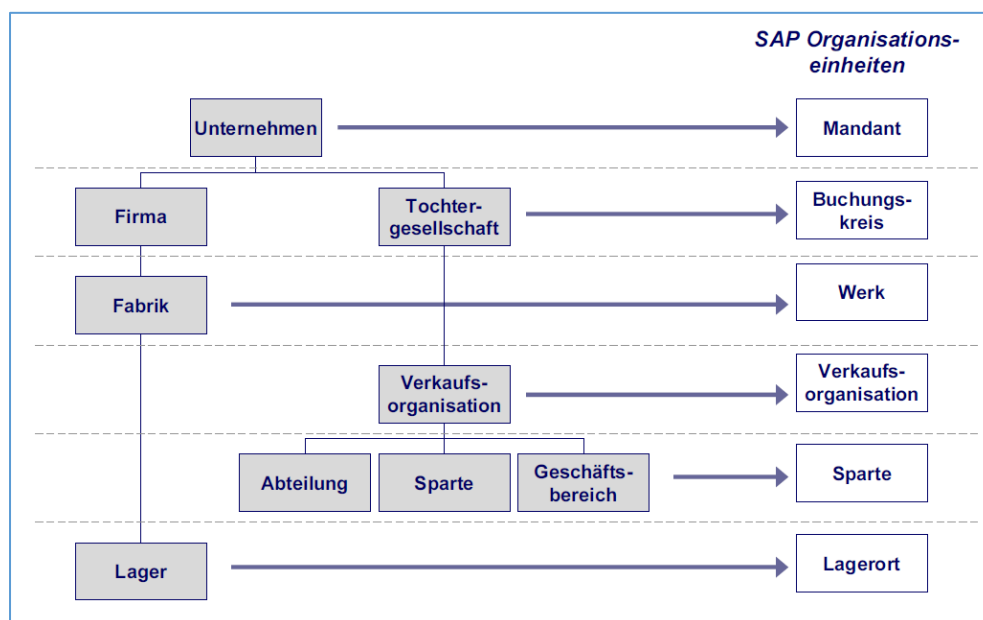 SAP Organisations-
einheiten
Unternehmen
Mandant
Firma
Tochter-
gesellschaft
Buchungs-
kreis
Fabrik
Werk
Verkaufs-
organisation
Verkaufs-
organisation
Abteilung
Sparte
Geschäfts-
bereich
Sparte
Lager
Lagerort